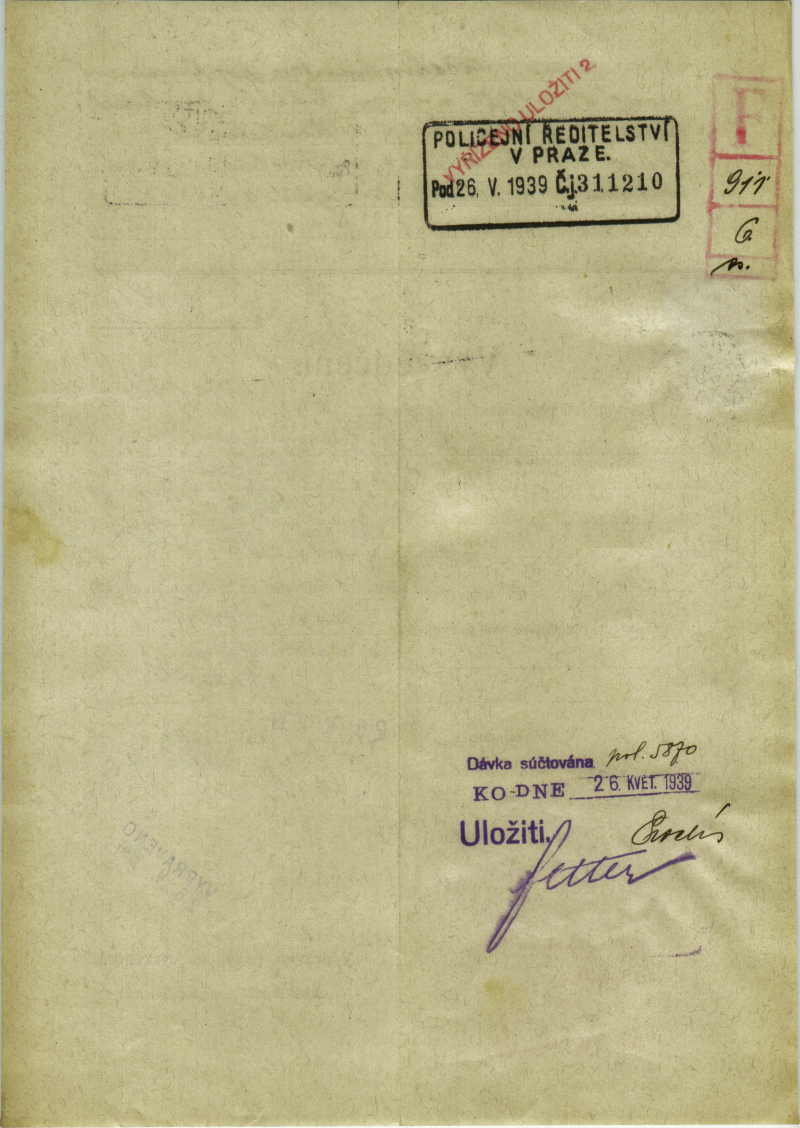 VYŘÍZENO ULOŽITI 2
POLICEJNÍ ŘEDITELSTVÍ
V PRAZE.
Pod 26. V. 1939 Č.j. 311210
F
911
6
Dávka súčtována pol. 5870
KO-DNE 26. KVĚT. 1939
Uložiti.